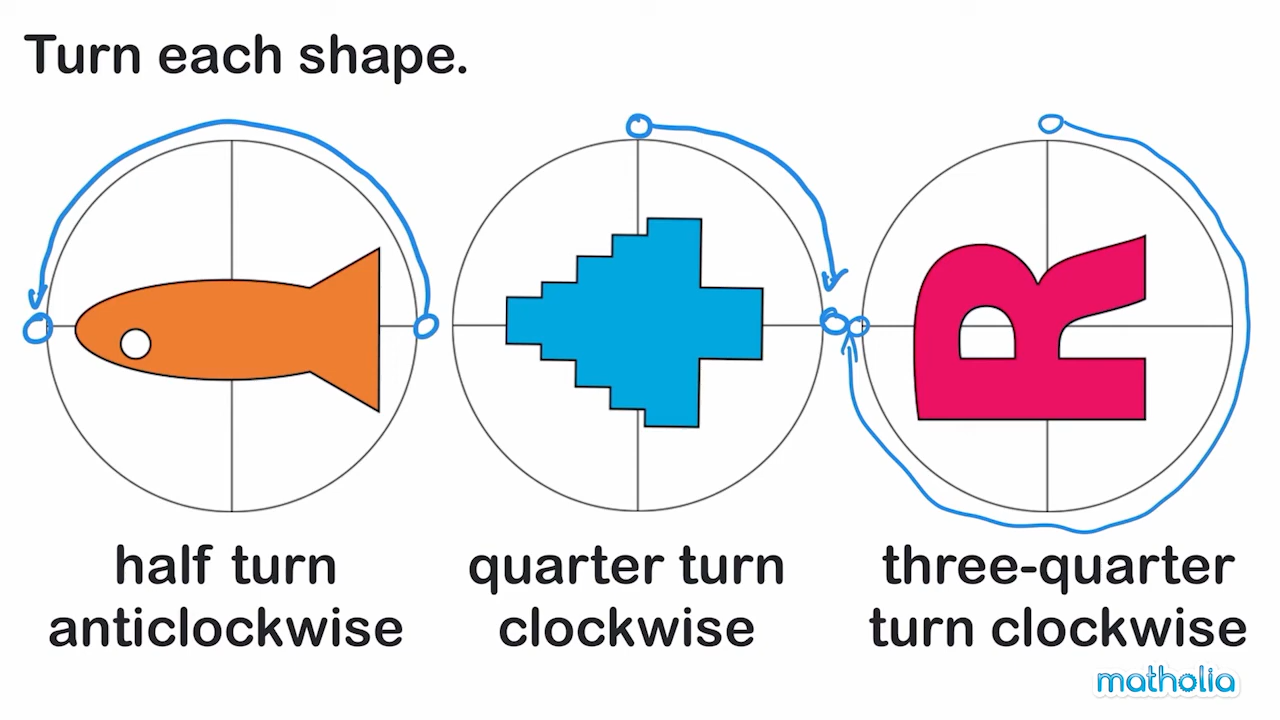 Turn each shape.
R
half turn
anticlockwise
quarter turn
clockwise
three-quarter
turn clockwise
matholia